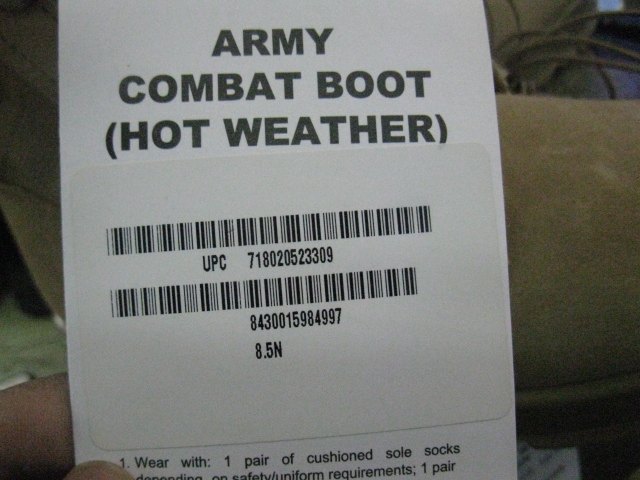 ARMY
COMBAT BOOT
(HOT WEATHER)
UPC 718020523309
8430015984997
8.5N
1. Wear with: 1 pair of cushioned sole socks
depending on safety/uniform requirements; 1 pair